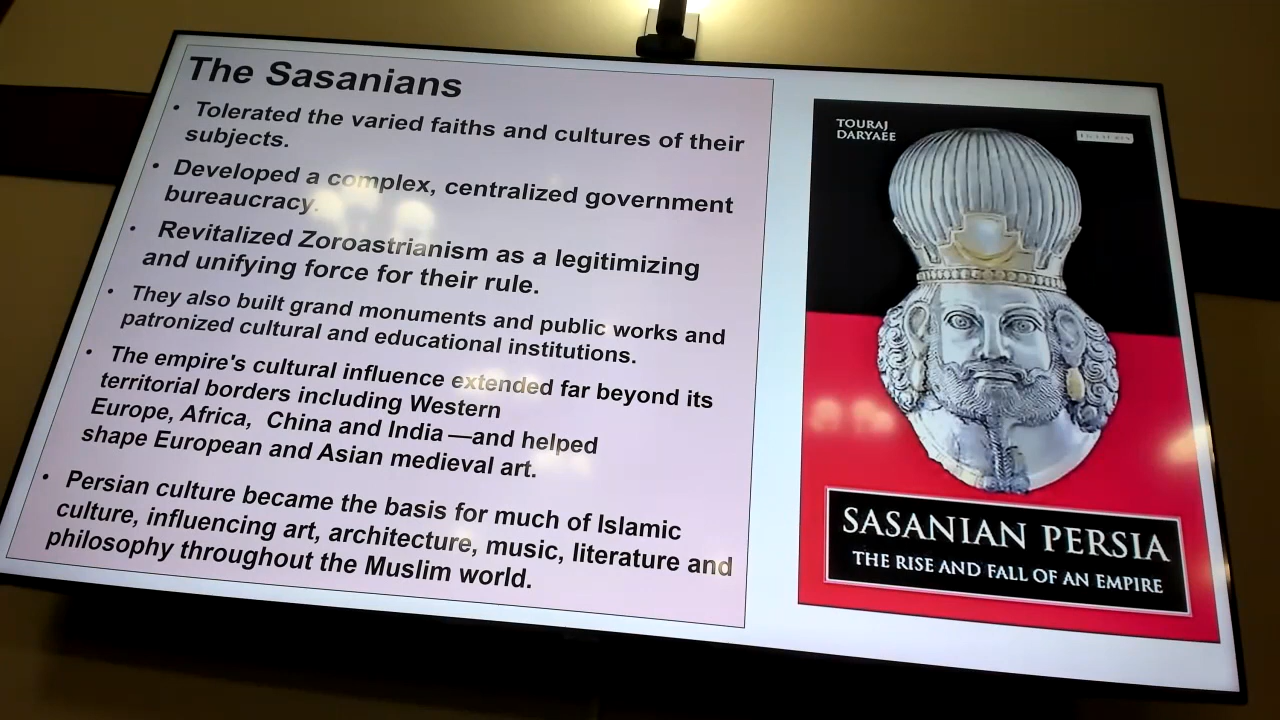 The Sasanians
• Tolerated the varied faiths and cultures of their
subjects.
• Developed a complex, centralized government
bureaucracy.
• Revitalized Zoroastrianism as a legitimizing
and unifying force for their rule.
• They also built grand monuments and public works and
patronized cultural and educational institutions.
• The empire's cultural influence extended far beyond its
territorial borders including Western
Europe, Africa, China and India —and helped
shape European and Asian medieval art.
• Persian culture became the basis for much of Islamic
culture, influencing art, architecture, music, literature and
philosophy throughout the Muslim world.
TOURAJ
DARYAEE
SASANIAN PERSIA
THE RISE AND FALL OF AN EMPIRE